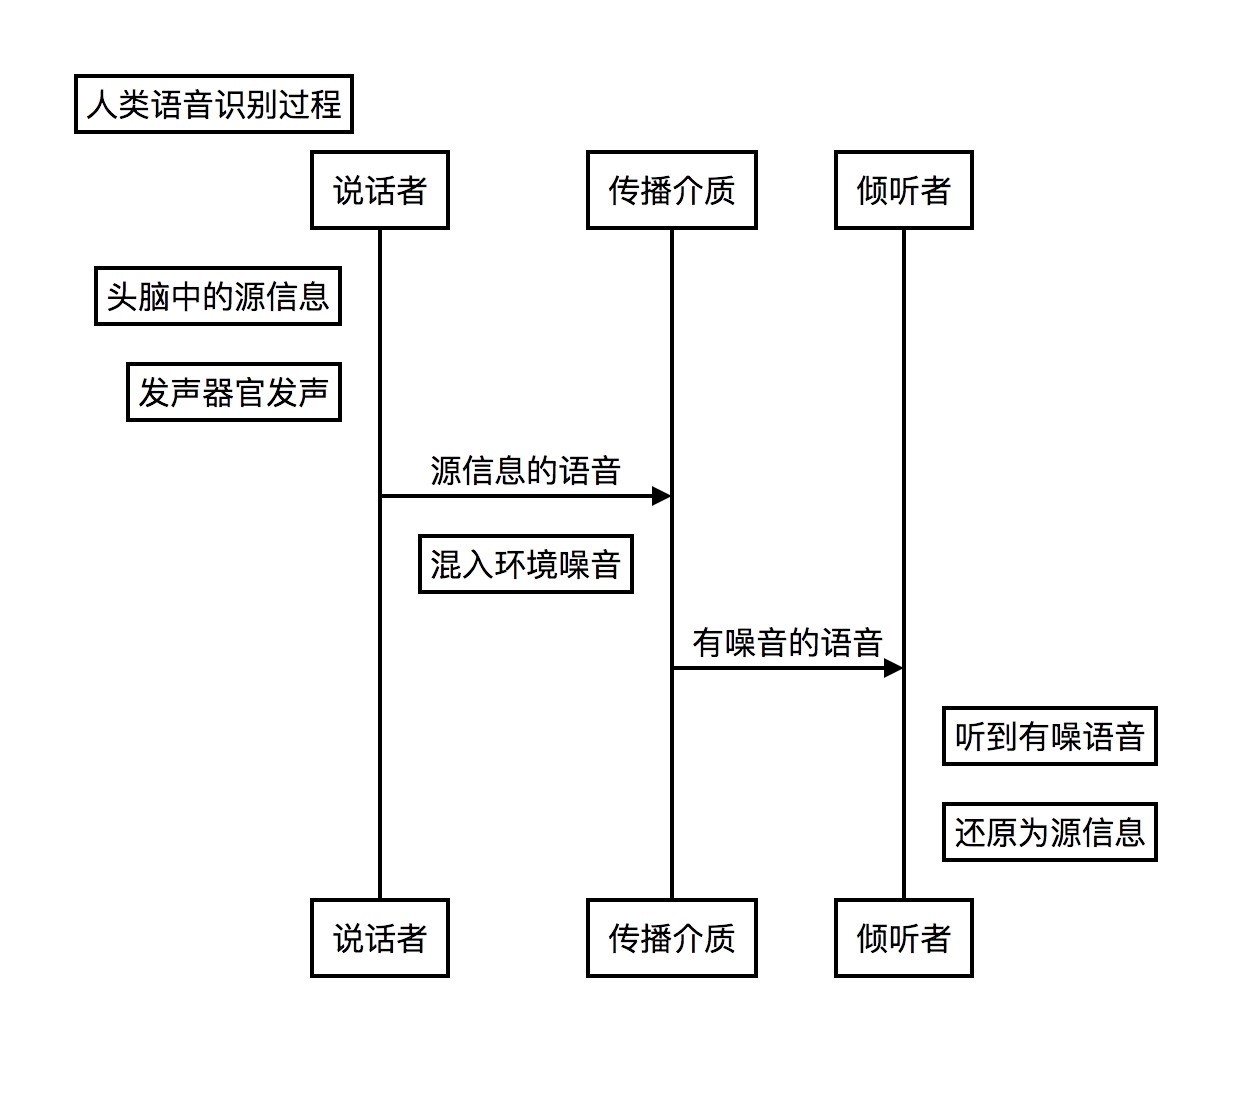 人类语音识别过程
说话者
传播介质
倾听者
头脑中的源信息
发声器官发声
源信息的语音
混入环境噪音
有噪音的语音
听到有噪语音
还原为源信息
说话者
传播介质
倾听者